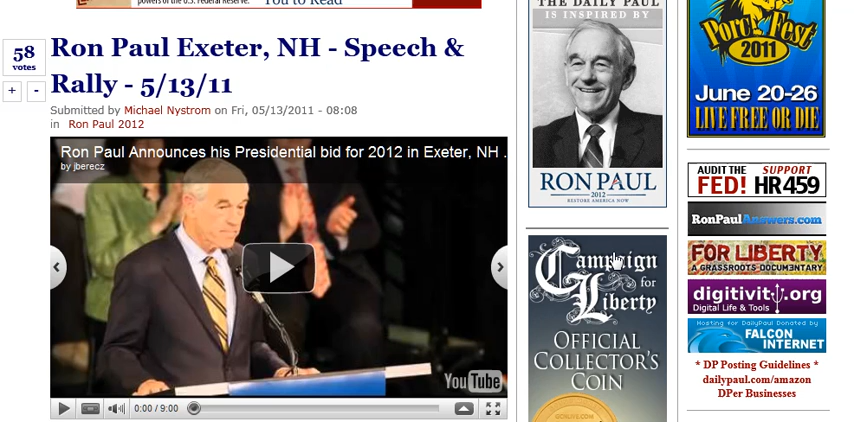 powers of the U.S. Federal Reserve.
You to Read
58
votes
+ -
Ron Paul Exeter, NH - Speech &
Rally - 5/13/11
Submitted by Michael Nystrom on Fri, 05/13/2011 - 08:08
in Ron Paul 2012
Ron Paul Announces his Presidential bid for 2012 in Exeter, NH .
by jberecz
YouTube
0:00 / 9:00
THE DAILY PAUL
IS INSPIRED BY
RON PAUL
2012
RESTORE AMERICA NOW
Campaign
for
Liberty
OFFICIAL
COLLECTOR'S
COIN
PorcFest
2011
June 20-26
LIVE FREE OR DIE
AUDIT THE SUPPORT
FED! HR459
RonPaulAnswers.com
FOR LIBERTY
A GRASSROOTS DOCUMENTARY
digitivity.org
Digital Life & Tools
Hosting for DailyPaul Donated by
FALCON
INTERNET
* DP Posting Guidelines *
dailypaul.com/amazon
DPer Businesses